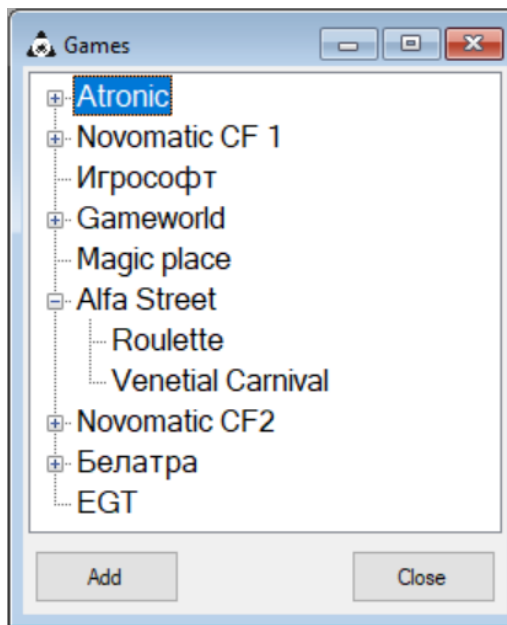 Games
Atronic
Novomatic CF 1
Игрософт
Gameworld
Magic place
Alfa Street
Roulette
Venetial Carnival
Novomatic CF2
Белатра
EGT
Add Close